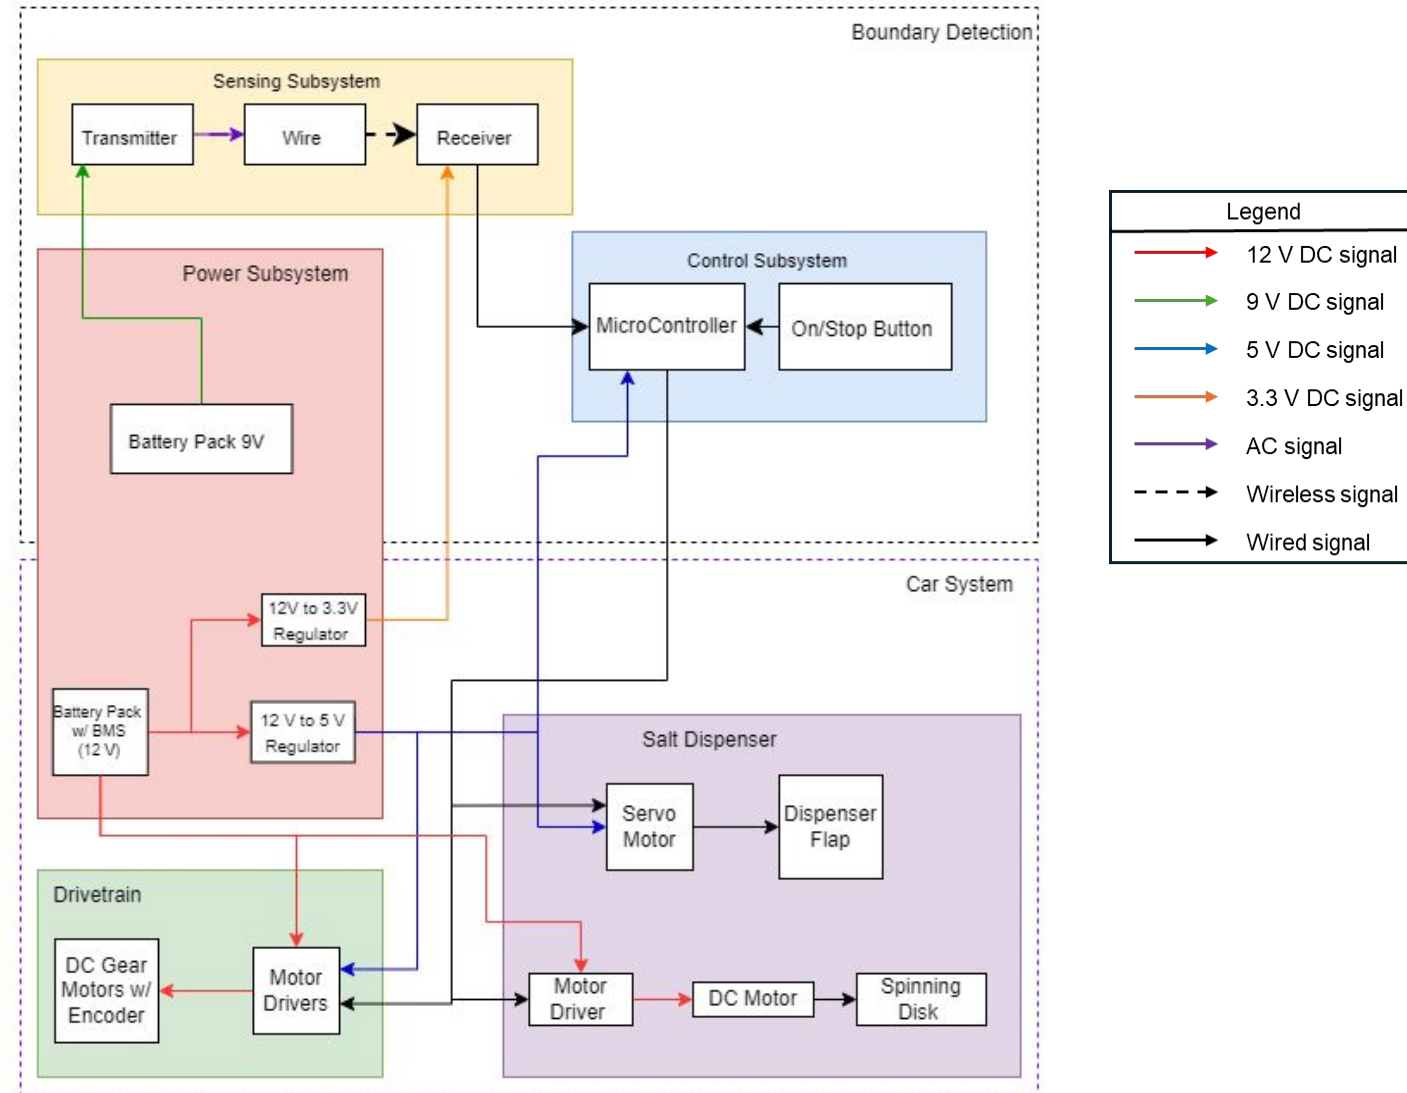 Boundary Detection
Sensing Subsystem
Transmitter
Wire
Receiver
Power Subsystem
Battery Pack 9V
Control Subsystem
MicroController
On/Stop Button
Legend
12 V DC signal
9 V DC signal
5 V DC signal
3.3 V DC signal
AC signal
Wireless signal
Wired signal
Car System
12V to 3.3V
Regulator
Battery Pack
w/ BMS
(12 V)
12 V to 5 V
Regulator
Salt Dispenser
Servo
Motor
Dispenser
Flap
Drivetrain
DC Gear
Motors w/
Encoder
Motor
Drivers
Motor
Driver
DC Motor
Spinning
Disk